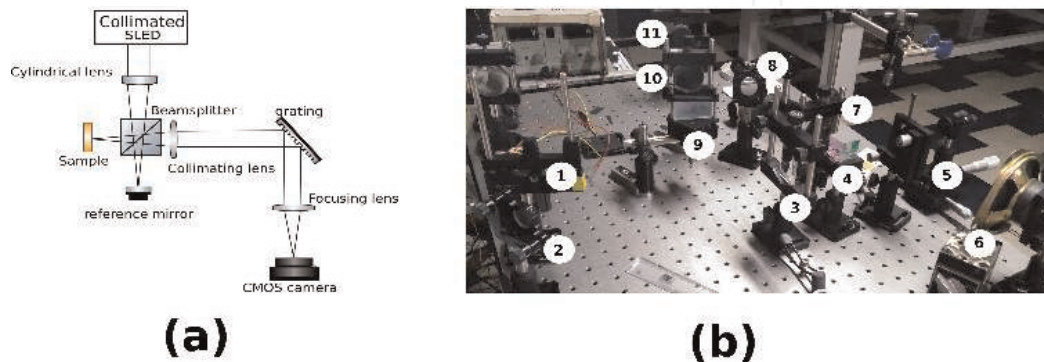 Collimated
SLED
Cylindrical lens
Beamsplitter
grating
Sample
Collimating lens
reference mirror
Focusing lens
CMOS camera
(a)
11
10
8
7
9
1
4
5
3
2
6
(b)